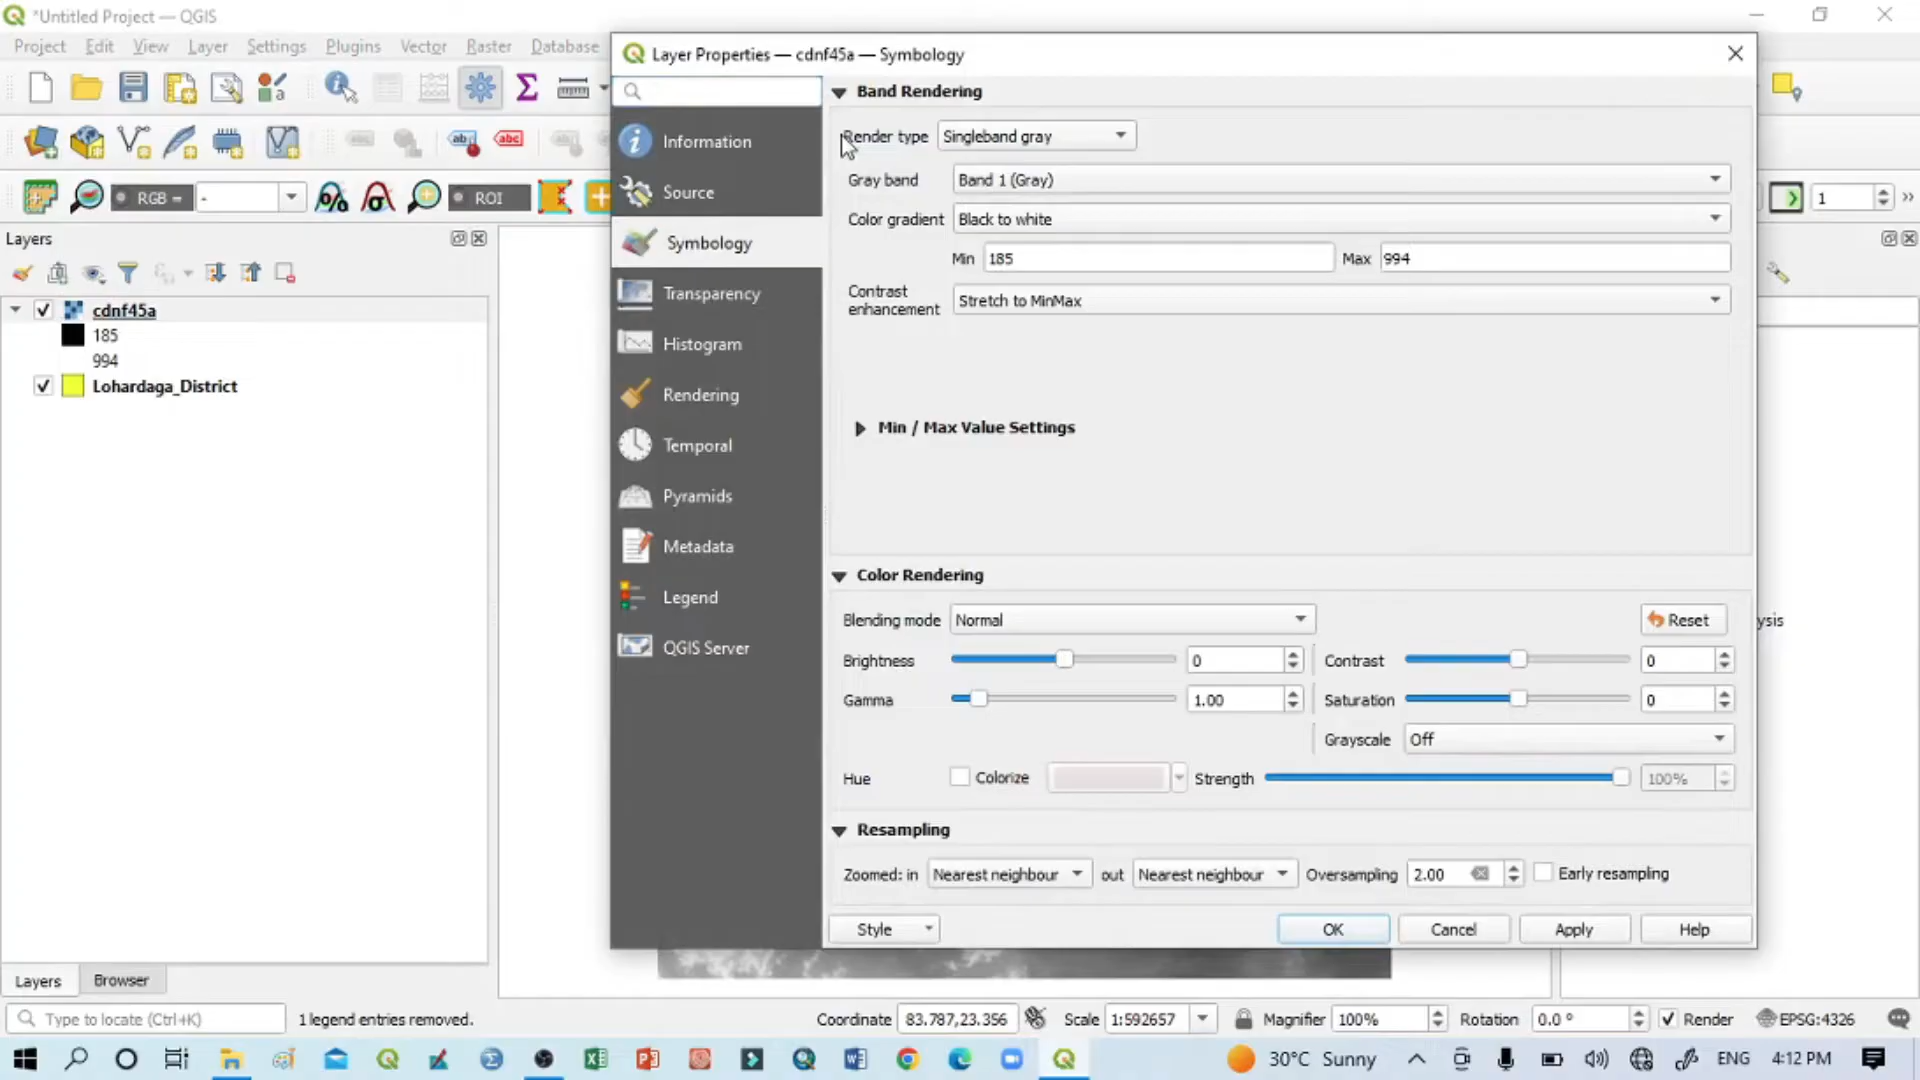 *Untitled Project — QGIS
Project Edit View Layer Settings Plugins Vector Raster Database
RGB = - ROI 1
Layers
cdnf45a
185
994
Lohardaga_District
Layers Browser
Layer Properties — cdnf45a — Symbology
Information
Source
Symbology
Transparency
Histogram
Rendering
Temporal
Pyramids
Metadata
Legend
QGIS Server
Band Rendering
Render type Singleband gray
Gray band Band 1 (Gray)
Color gradient Black to white
Min 185 Max 994
Contrast
enhancement Stretch to MinMax
Min / Max Value Settings
Color Rendering
Blending mode Normal Reset
Brightness 0 Contrast 0
Gamma 1.00 Saturation 0
Grayscale Off
Hue Colorize Strength 100%
Resampling
Zoomed: in Nearest neighbour out Nearest neighbour Oversampling 2.00 Early resampling
Style OK Cancel Apply Help
ysis
Type to locate (Ctrl+K) 1 legend entries removed. Coordinate 83.787,23.356 Scale 1:592657 Magnifier 100% Rotation 0.0 ° Render EPSG:4326
30°C Sunny ENG 4:12 PM